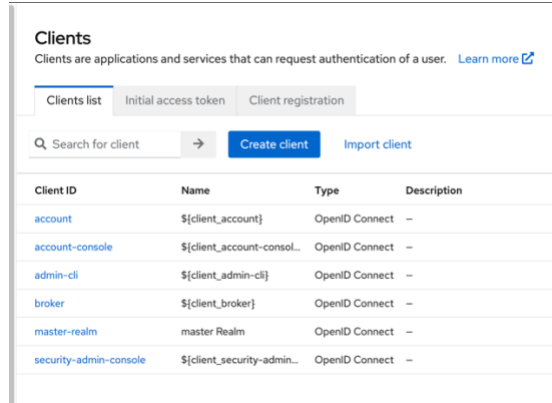 Clients
Clients are applications and services that can request authentication of a user. Learn more
Clients list Initial access token Client registration
Search for client Create client Import client
Client ID Name Type Description
account ${client_account} OpenID Connect –
account-console ${client_account-consol... OpenID Connect –
admin-cli ${client_admin-cli} OpenID Connect –
broker ${client_broker} OpenID Connect –
master-realm master Realm OpenID Connect –
security-admin-console ${client_security-admin... OpenID Connect –